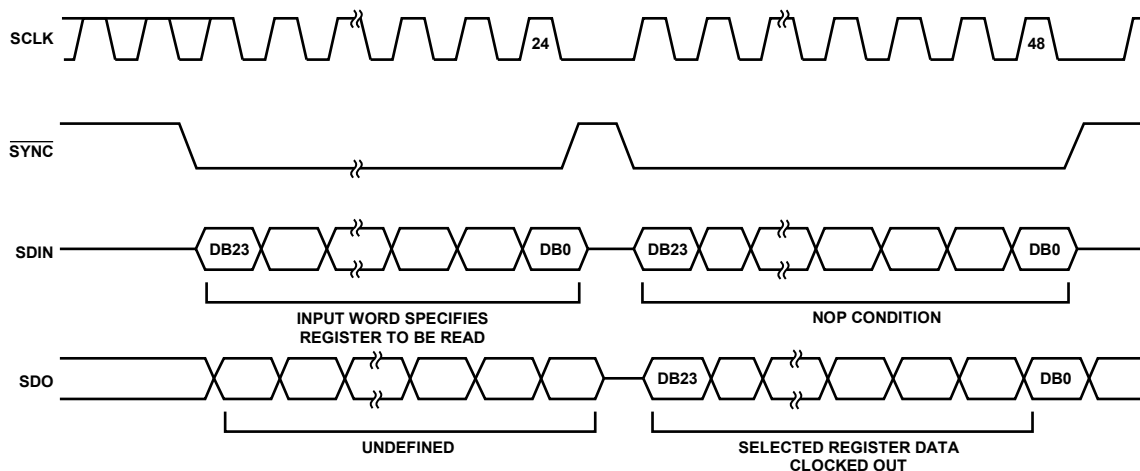 SCLK
24
48
SYNC
SDIN
DB23
DB0
DB23
DB0
INPUT WORD SPECIFIES
REGISTER TO BE READ
NOP CONDITION
SDO
DB23
DB0
UNDEFINED
SELECTED REGISTER DATA
CLOCKED OUT